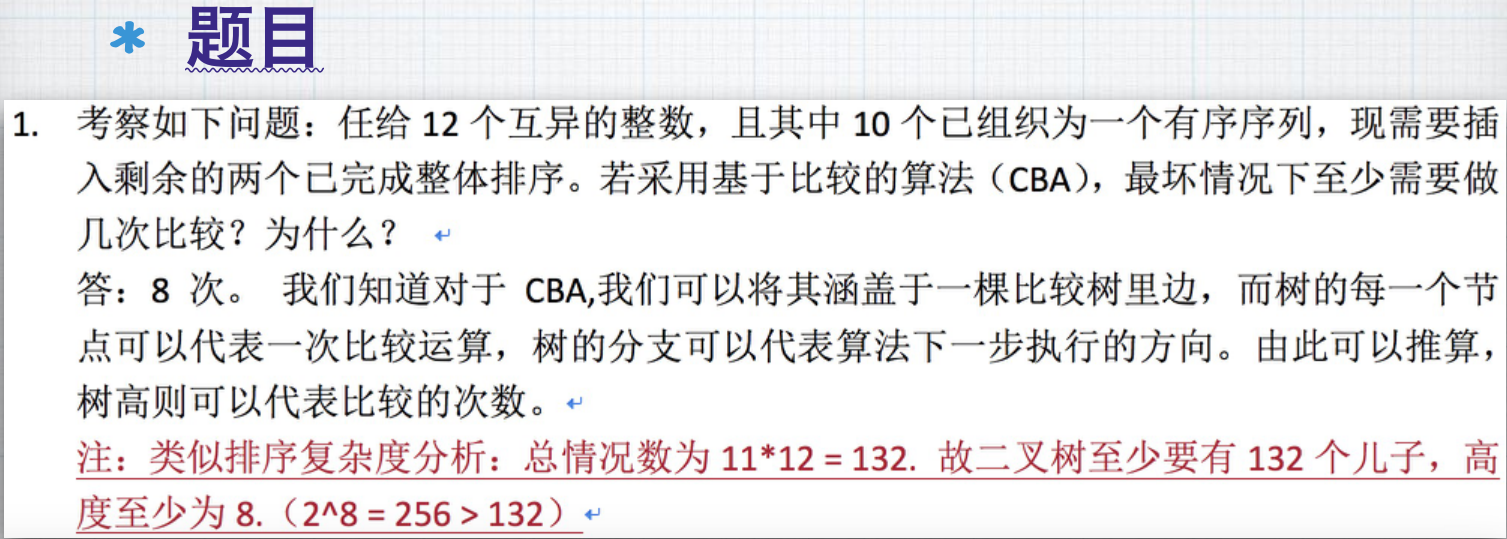 * 题目
1. 考察如下问题：任给 12 个互异的整数，且其中 10 个已组织为一个有序序列，现需要插
入剩余的两个已完成整体排序。若采用基于比较的算法（CBA），最坏情况下至少需要做
几次比较？为什么？ ↵
答：8 次。 我们知道对于 CBA,我们可以将其涵盖于一棵比较树里边，而树的每一个节
点可以代表一次比较运算，树的分支可以代表算法下一步执行的方向。由此可以推算，
树高则可以代表比较的次数。↵
注：类似排序复杂度分析：总情况数为 11*12 = 132. 故二叉树至少要有 132 个儿子，高
度至少为 8.（2^8 = 256 > 132）↵